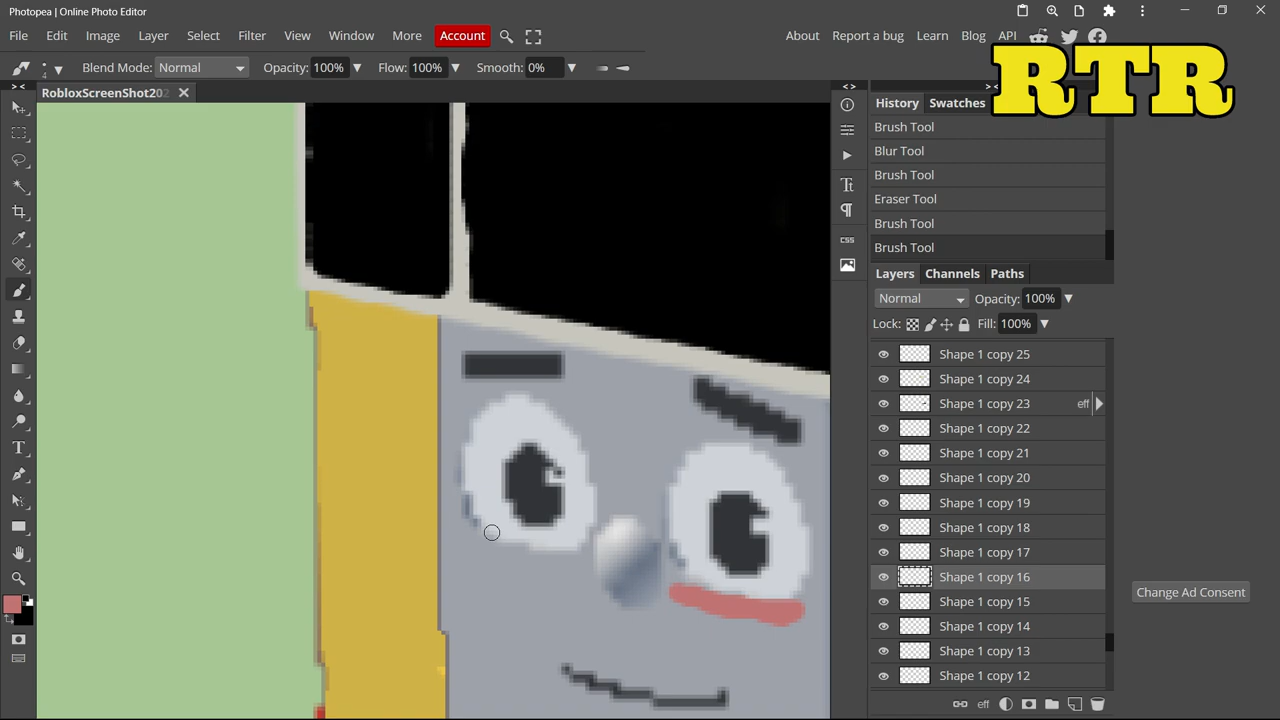 Photopea | Online Photo Editor
File Edit Image Layer Select Filter View Window More Account About Report a bug Learn Blog API
4 Blend Mode: Normal Opacity: 100% Flow: 100% Smooth: 0%
RTR
RobloxScreenShot202
History Swatches
Brush Tool
Blur Tool
Brush Tool
Eraser Tool
Brush Tool
Brush Tool
CSS
Layers Channels Paths
Normal Opacity: 100%
Lock: Fill: 100%
Shape 1 copy 25
Shape 1 copy 24
Shape 1 copy 23 eff
Shape 1 copy 22
Shape 1 copy 21
Shape 1 copy 20
Shape 1 copy 19
Shape 1 copy 18
Shape 1 copy 17
Shape 1 copy 16
Change Ad Consent
Shape 1 copy 15
Shape 1 copy 14
Shape 1 copy 13
Shape 1 copy 12
eff